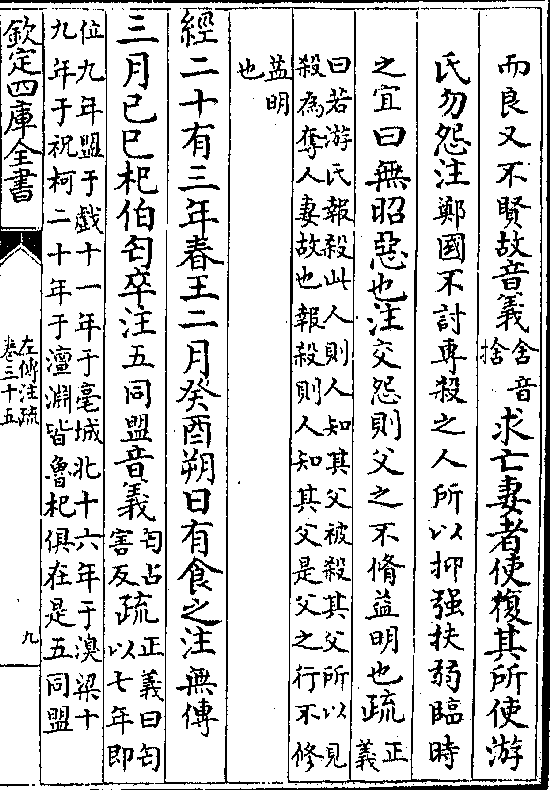 而良又不賢故音義舍音捨求亡妻者使復其所使游
氏勿怨注鄭國不討專殺之人所以抑强扶弱臨時
之宜曰無昭惡也注交怨則父之不脩益明也疏正義
曰若游氏報殺此人則人知其父被殺其父所以見
殺為奪人妻故也報殺則人知其父是父之行不修
益明
也
經二十有三年春王二月癸酉朔日有食之注無傳
三月己巳杞伯匄卒注五同盟音義匄占害反疏正義曰匄以七年即
位九年盟于戲十一年于亳城北十六年于溴梁十
九年于祝柯二十年于澶淵皆魯杞俱在是五同盟
欽定四庫全書
左傳注疏
卷三十五
九